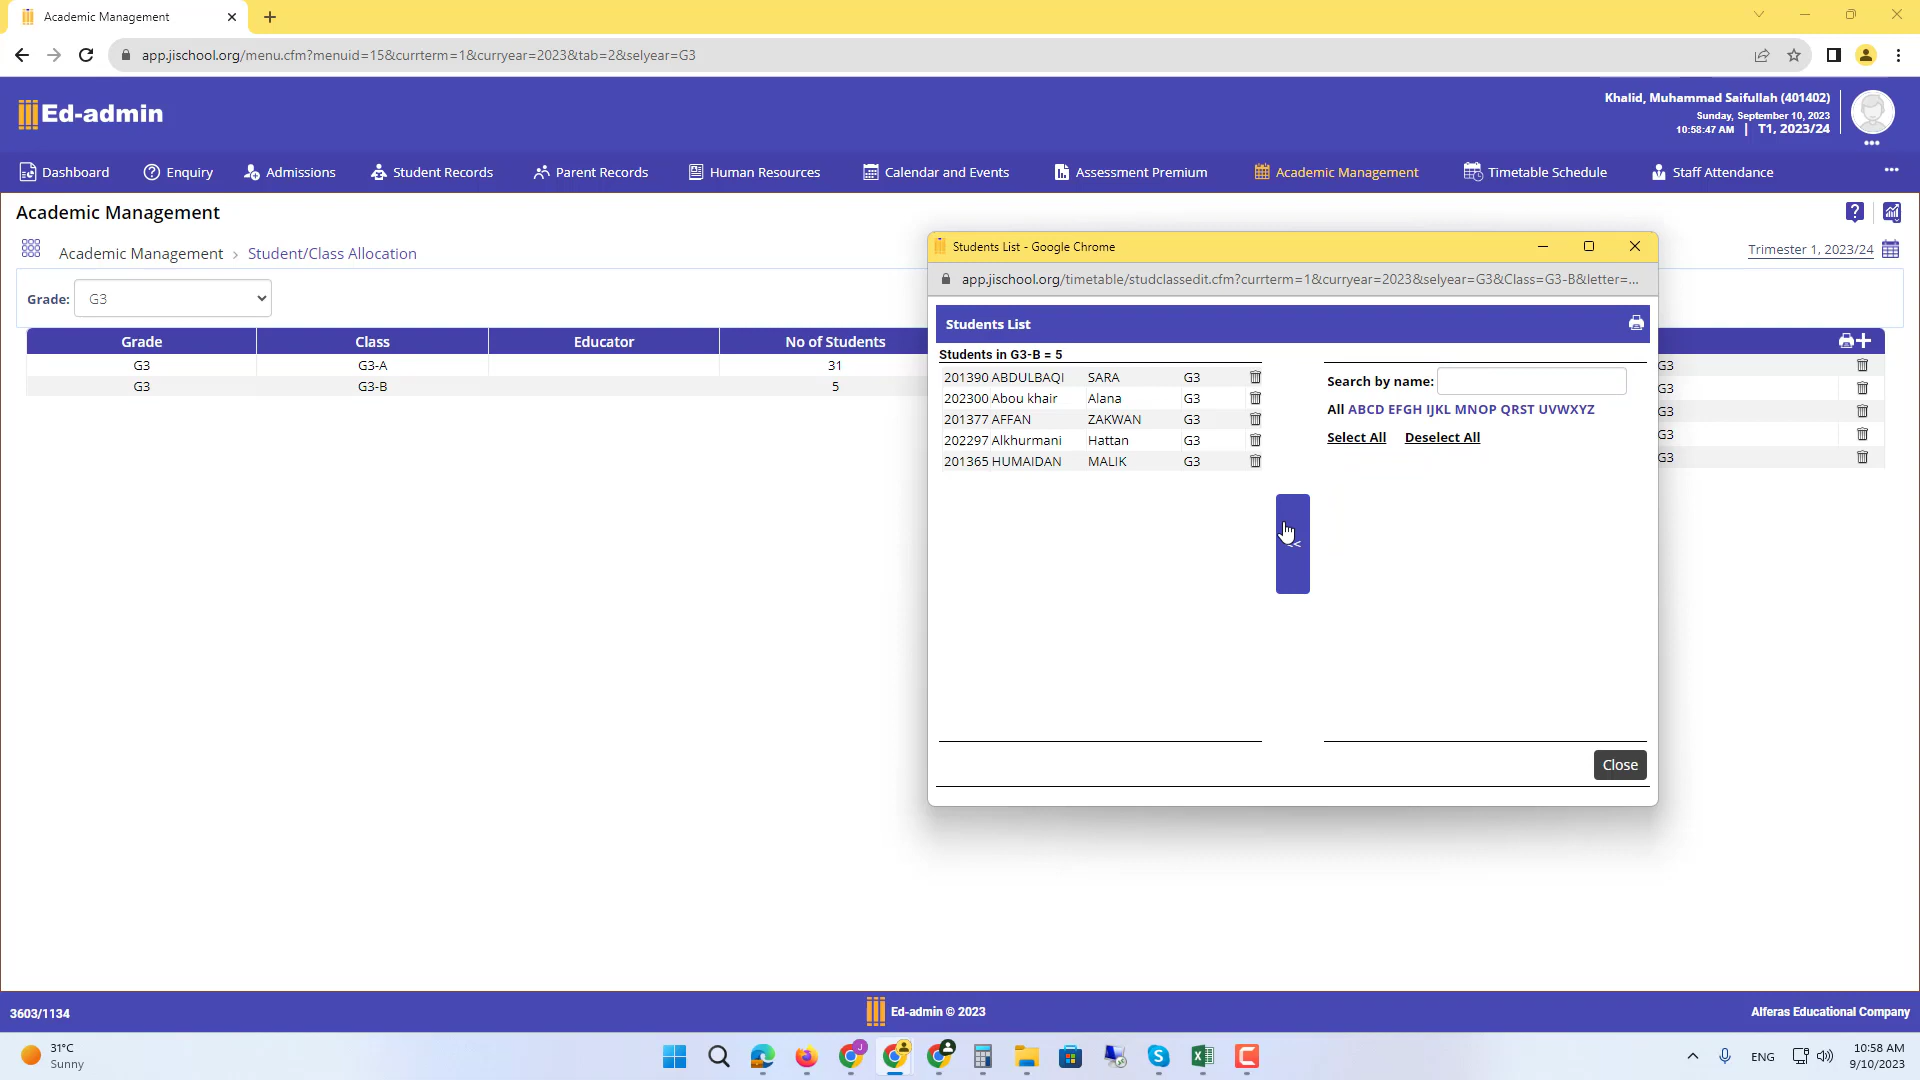 Academic Management
app.jischool.org/menu.cfm?menuid=15&currterm=1&curryear=2023&tab=2&selyear=G3
Ed-admin
Khalid, Muhammad Saifullah (401402)
Sunday, September 10, 2023
10:58:47 AM | T1, 2023/24
Dashboard Enquiry Admissions Student Records Parent Records Human Resources Calendar and Events Assessment Premium Academic Management Timetable Schedule Staff Attendance
Academic Management
Academic Management > Student/Class Allocation
Trimester 1, 2023/24
Grade: G3
Grade Class Educator No of Students
G3 G3-A 31
G3 G3-B 5
G3
G3
G3
G3
G3
Students List - Google Chrome
app.jischool.org/timetable/studclassedit.cfm?currterm=1&curryear=2023&selyear=G3&Class=G3-B&letter=...
Students List
Students in G3-B = 5
201390 ABDULBAQI SARA G3
202300 Abou khair Alana G3
201377 AFFAN ZAKWAN G3
202297 Alkhurmani Hattan G3
201365 HUMAIDAN MALIK G3
Search by name:
All ABCD EFGH IJKL MNOP QRST UVWXYZ
Select All Deselect All
Close
3603/1134
Ed-admin © 2023
Alferas Educational Company
31°C
Sunny
ENG
10:58 AM
9/10/2023